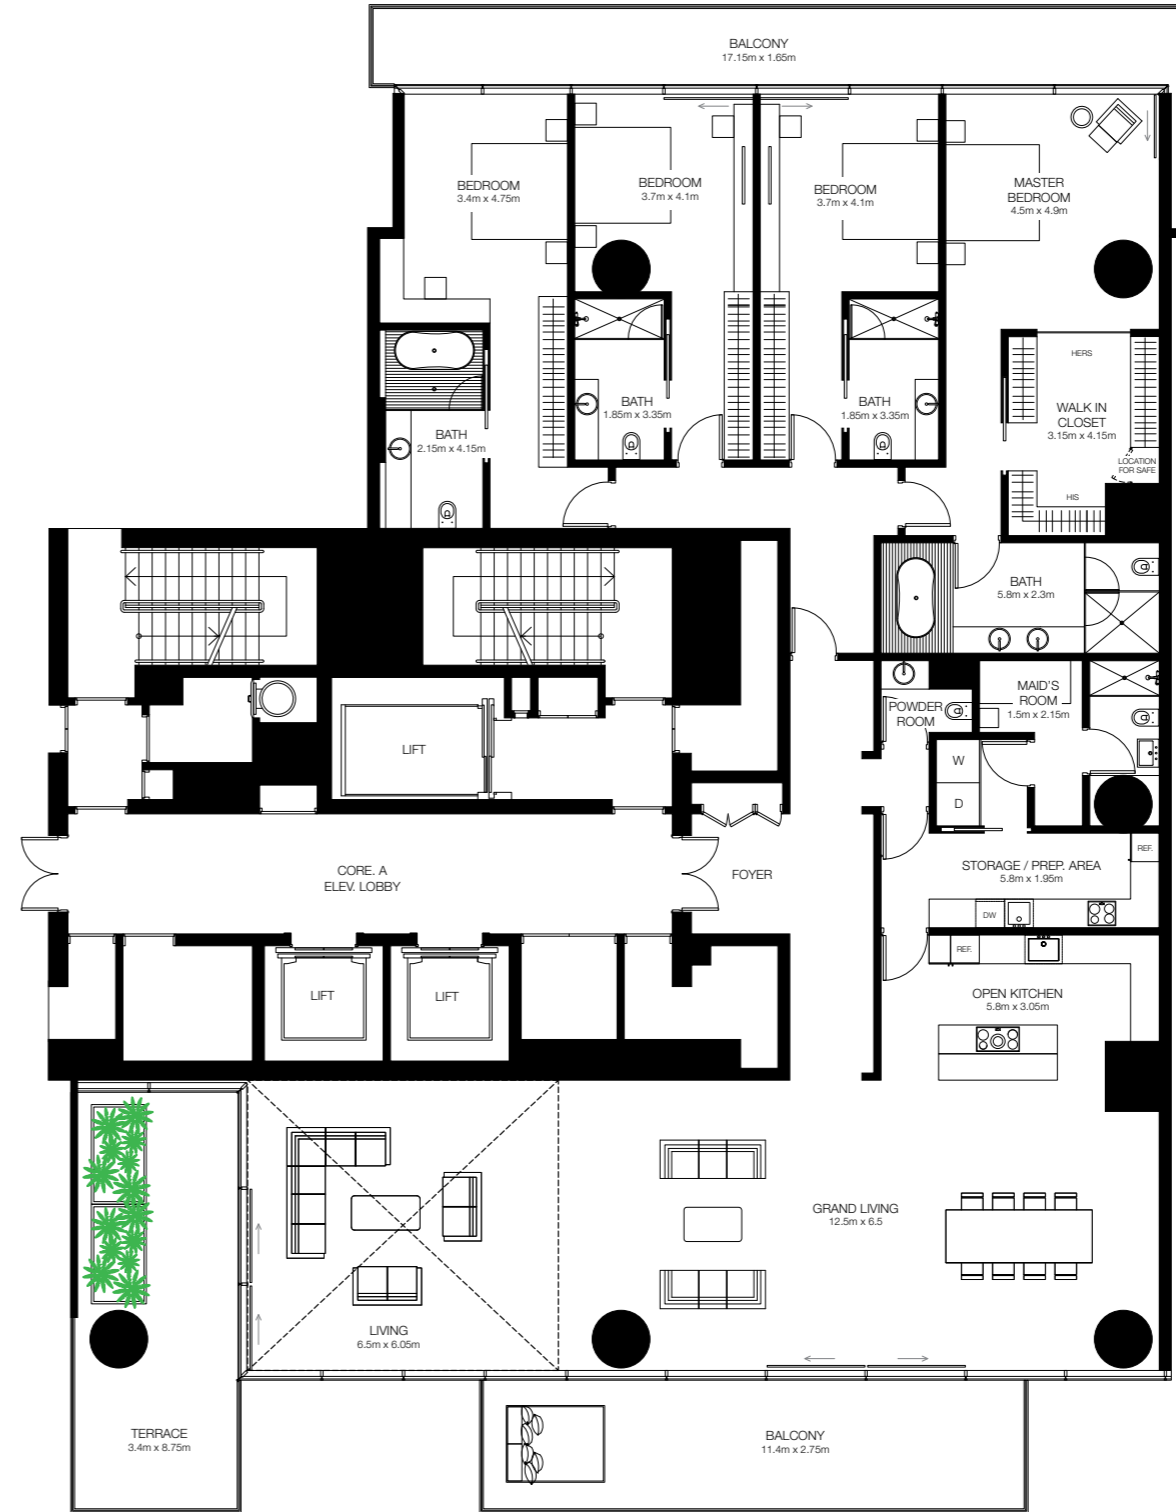 BALCONY
17.15m x 1.65m
BEDROOM
3.4m x 4.75m
BEDROOM
3.7m x 4.1m
BEDROOM
3.7m x 4.1m
MASTER
BEDROOM
4.5m x 4.9m
HERS
BATH
2.15m x 4.15m
BATH
1.85m x 3.35m
BATH
1.85m x 3.35m
WALK IN
CLOSET
3.15m x 4.15m
LOCATION
FOR SAFE
HIS
BATH
5.8m x 2.3m
MAID'S
ROOM
1.5m x 2.15m
POWDER
ROOM
LIFT
W
D
CORE. A
ELEV. LOBBY
FOYER
STORAGE / PREP. AREA
5.8m x 1.95m
REF.
DW
REF.
LIFT
LIFT
OPEN KITCHEN
5.8m x 3.05m
GRAND LIVING
12.5m x 6.5
LIVING
6.5m x 6.05m
TERRACE
3.4m x 8.75m
BALCONY
11.4m x 2.75m